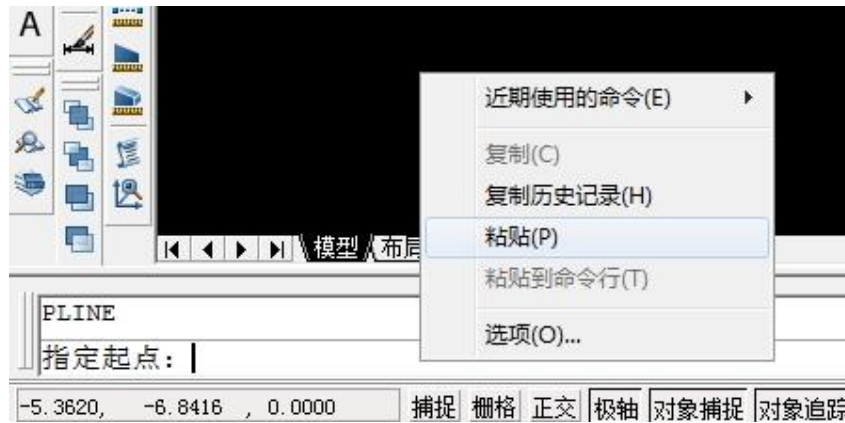 A
近期使用的命令(E)
复制(C)
复制历史记录(H)
粘贴(P)
粘贴到命令行(T)
选项(O)...
模型
布局
PLINE
指定起点:
-5.3620, -6.8416 , 0.0000
捕捉 栅格 正交 极轴 对象捕捉 对象追踪